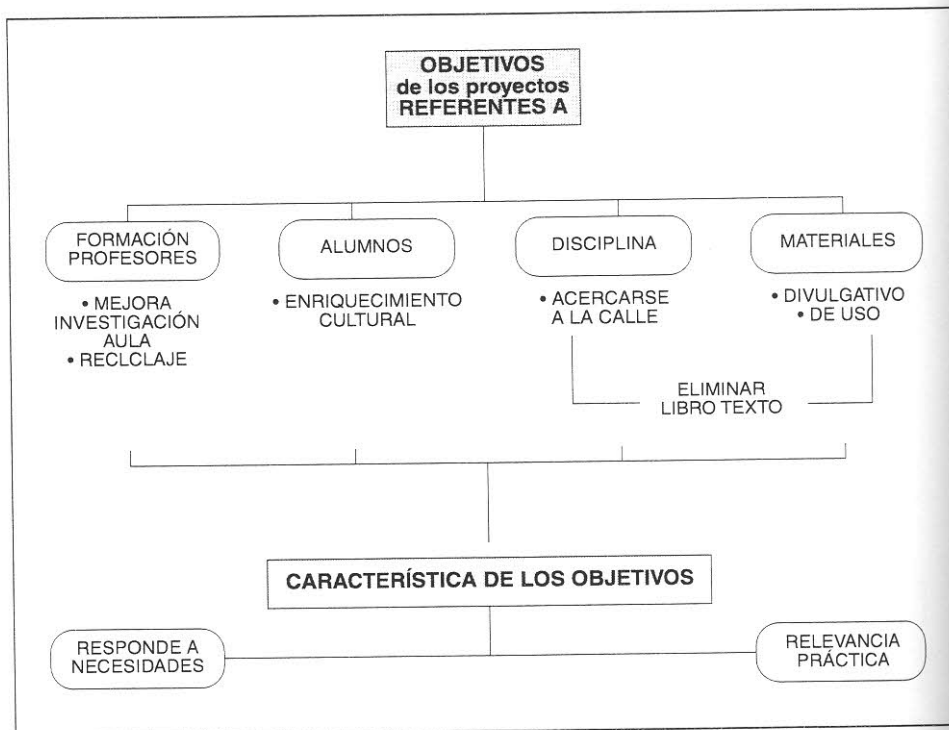 OBJETIVOS
de los proyectos
REFERENTES A
FORMACIÓN
PROFESORES
• MEJORA
INVESTIGACIÓN
AULA
• RECLCLAJE
ALUMNOS
• ENRIQUECIMIENTO
CULTURAL
DISCIPLINA
• ACERCARSE
A LA CALLE
MATERIALES
• DIVULGATIVO
• DE USO
ELIMINAR
LIBRO TEXTO
CARACTERÍSTICA DE LOS OBJETIVOS
RESPONDE A
NECESIDADES
RELEVANCIA
PRÁCTICA